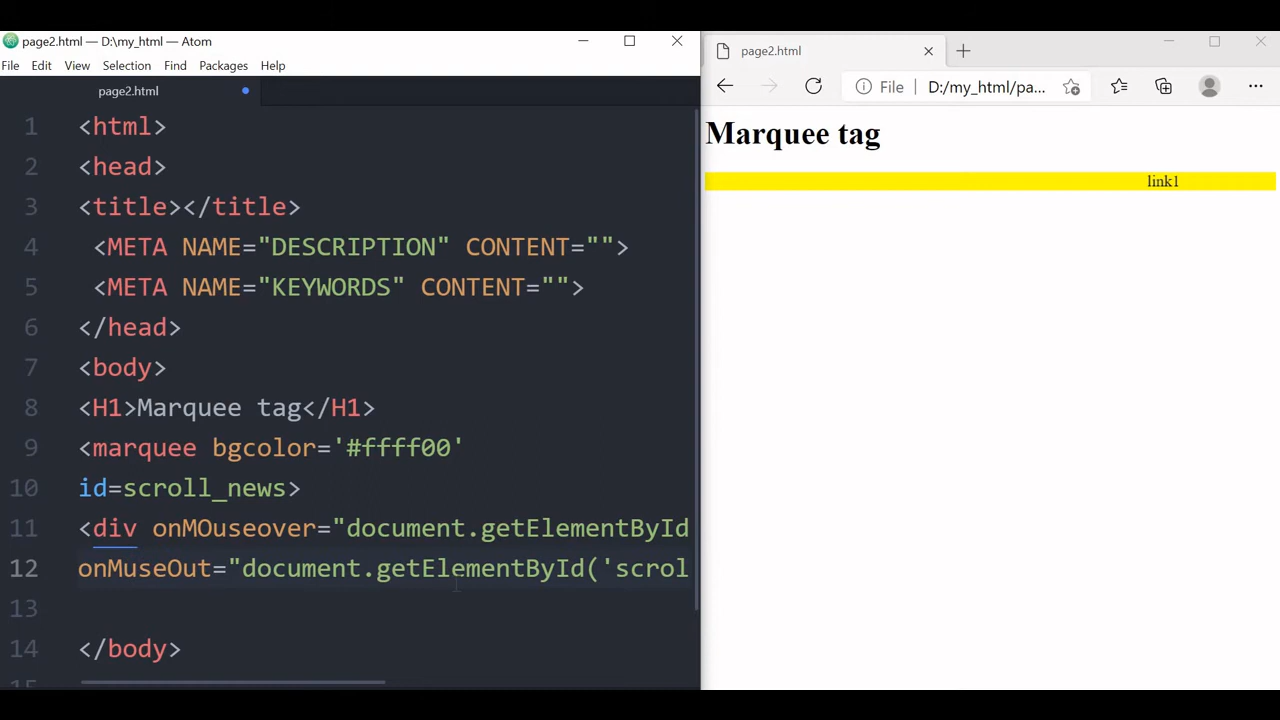 page2.html — D:\my_html — Atom
File Edit View Selection Find Packages Help
page2.html
1 <html>
2 <head>
3 <title></title>
4 <META NAME="DESCRIPTION" CONTENT="">
5 <META NAME="KEYWORDS" CONTENT="">
6 </head>
7 <body>
8 <H1>Marquee tag</H1>
9 <marquee bgcolor='#ffff00'
10 id=scroll_news>
11 <div onMOuseover="document.getElementById
12 onMuseOut="document.getElementById('scrol
13
14 </body>
15
page2.html
File D:/my_html/pa...
Marquee tag
link1